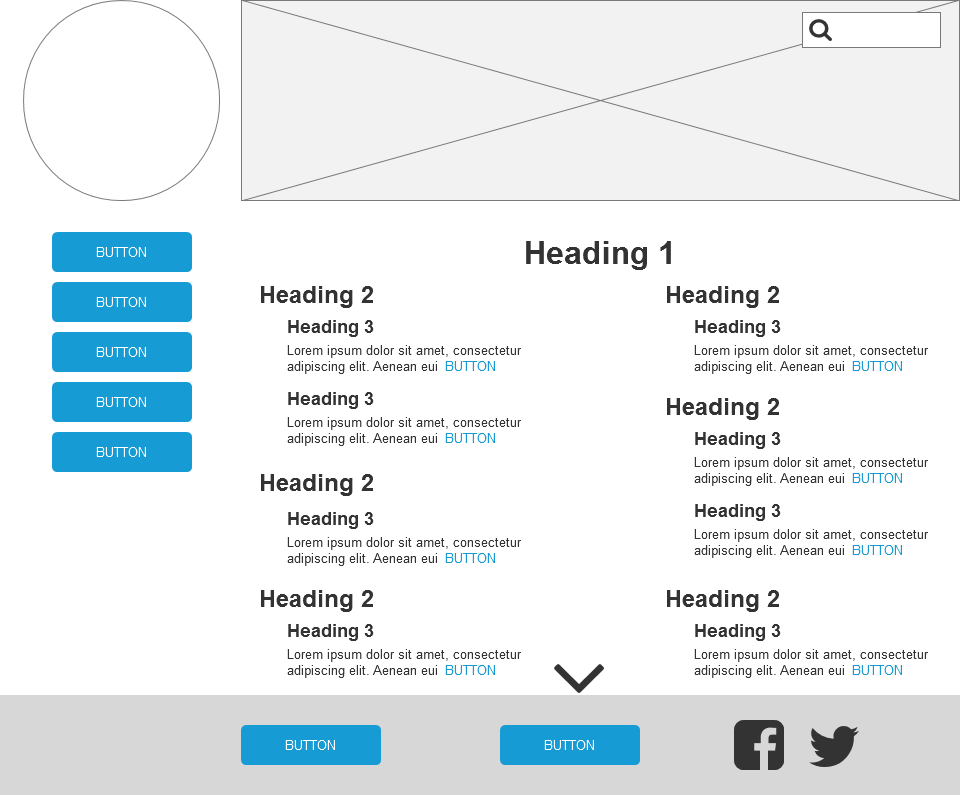 BUTTON
BUTTON
BUTTON
BUTTON
BUTTON
Heading 1
Heading 2
Heading 3
Lorem ipsum dolor sit amet, consectetur
adipiscing elit. Aenean eui BUTTON
Heading 3
Lorem ipsum dolor sit amet, consectetur
adipiscing elit. Aenean eui BUTTON
Heading 2
Heading 3
Lorem ipsum dolor sit amet, consectetur
adipiscing elit. Aenean eui BUTTON
Heading 2
Heading 3
Lorem ipsum dolor sit amet, consectetur
adipiscing elit. Aenean eui BUTTON
Heading 2
Heading 3
Lorem ipsum dolor sit amet, consectetur
adipiscing elit. Aenean eui BUTTON
Heading 2
Heading 3
Lorem ipsum dolor sit amet, consectetur
adipiscing elit. Aenean eui BUTTON
Heading 3
Lorem ipsum dolor sit amet, consectetur
adipiscing elit. Aenean eui BUTTON
Heading 2
Heading 3
Lorem ipsum dolor sit amet, consectetur
adipiscing elit. Aenean eui BUTTON
BUTTON
BUTTON